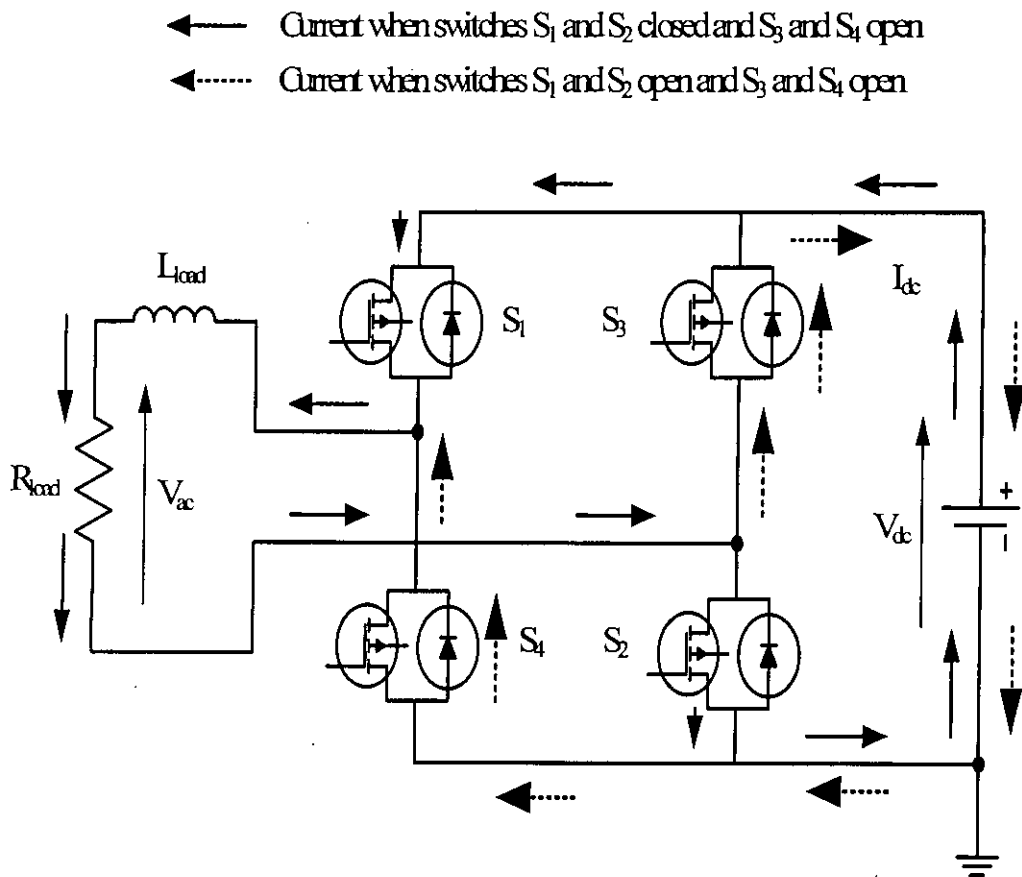 Current when switches S1 and S2 closed and S3 and S4 open
Current when switches S1 and S2 open and S3 and S4 open
Lload
S1
S3
Idc
Rload
Vac
Vdc
+
-
S4
S2